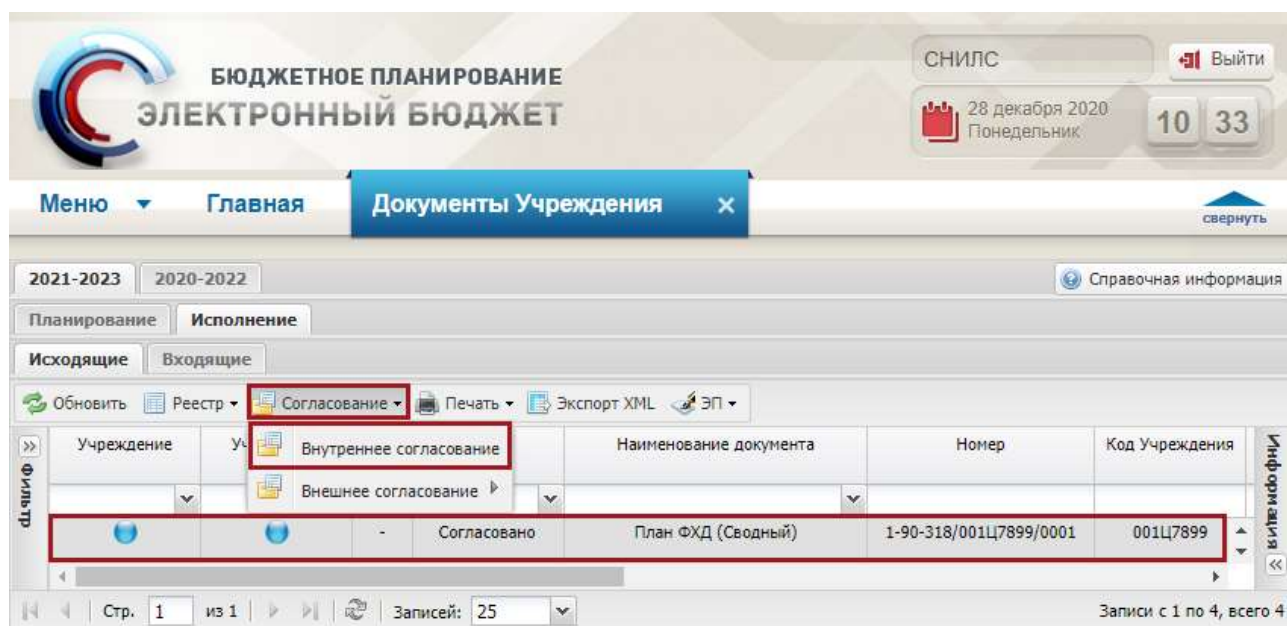 БЮДЖЕТНОЕ ПЛАНИРОВАНИЕ
ЭЛЕКТРОННЫЙ БЮДЖЕТ
СНИЛС
Выйти
28 декабря 2020
Понедельник
10 33
Меню Главная Документы Учреждения ×
свернуть
2021-2023 2020-2022 Справочная информация
Планирование Исполнение
Исходящие Входящие
Обновить Реестр Согласование Печать Экспорт XML ЭП
Учреждение Уч Наименование документа Номер Код Учреждения
Внутреннее согласование
Внешнее согласование
Фильтр
Информация
- Согласовано План ФХД (Сводный) 1-90-318/001Ц7899/0001 001Ц7899
Стр. 1 из 1 Записей: 25 Записи с 1 по 4, всего 4